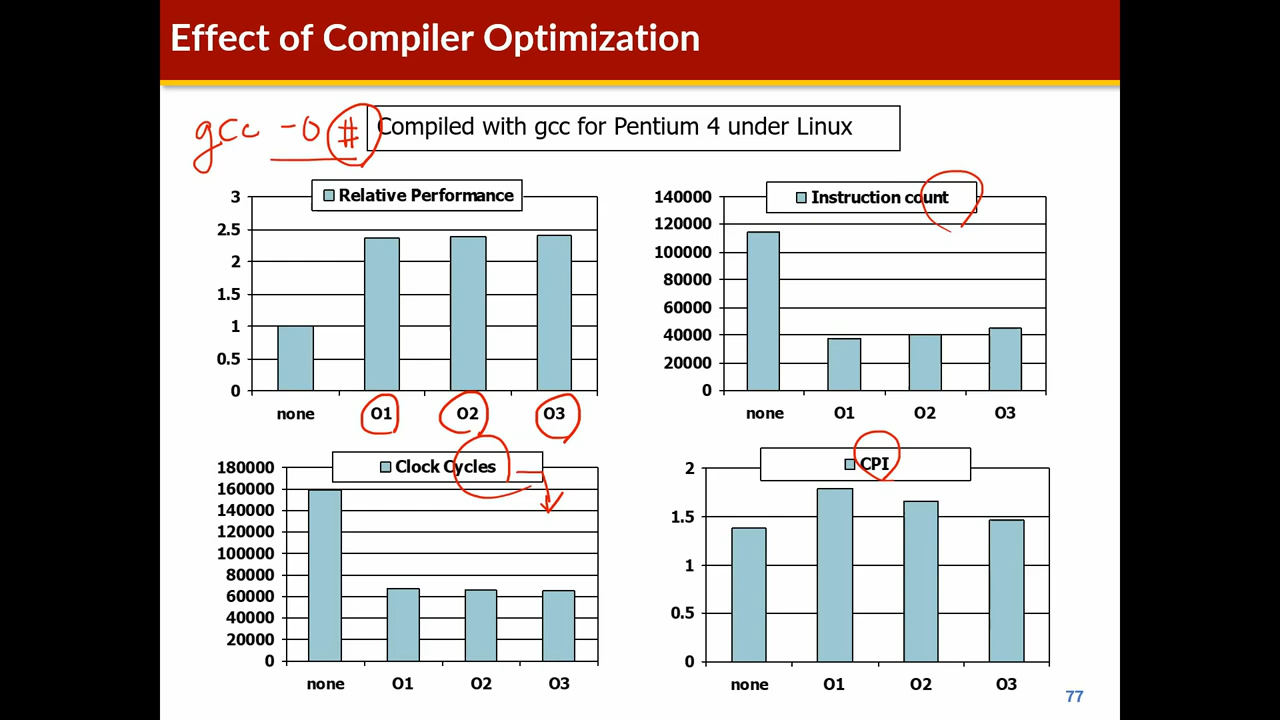 Effect of Compiler Optimization
gcc -O #
Compiled with gcc for Pentium 4 under Linux
Relative Performance
3
2.5
2
1.5
1
0.5
0
none O1 O2 O3
Instruction count
140000
120000
100000
80000
60000
40000
20000
0
none O1 O2 O3
Clock Cycles
180000
160000
140000
120000
100000
80000
60000
40000
20000
0
none O1 O2 O3
CPI
2
1.5
1
0.5
0
none O1 O2 O3
77